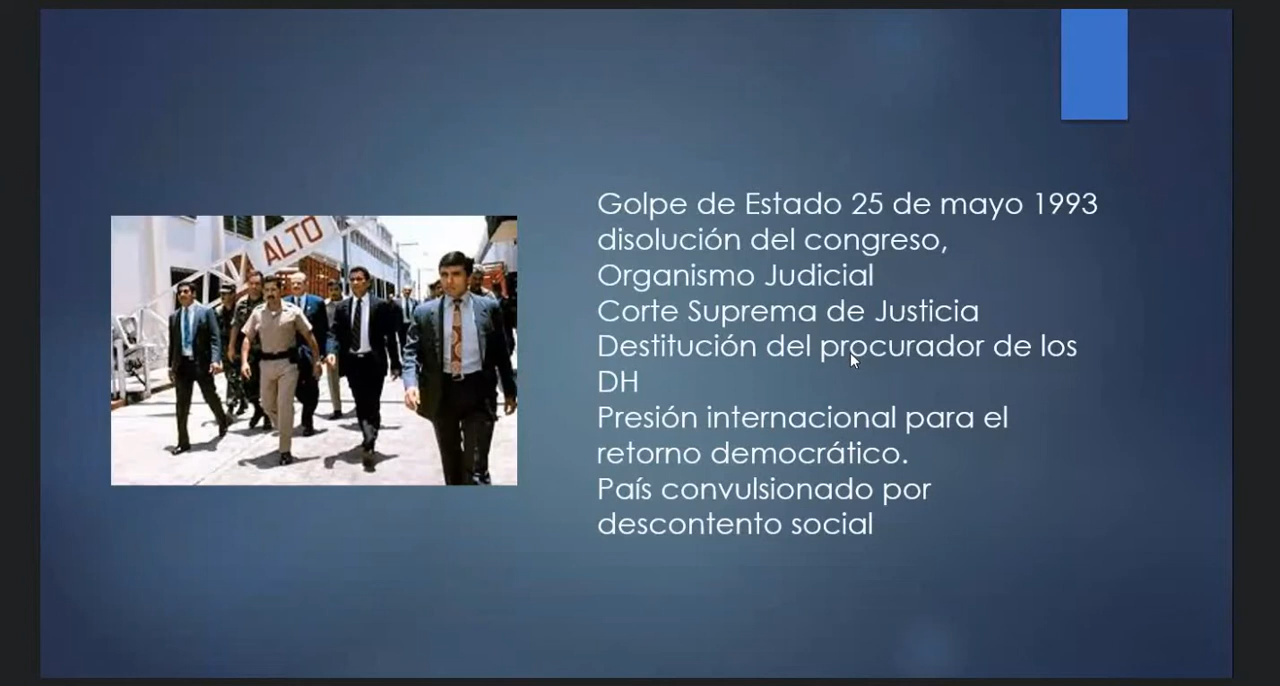 ALTO
Golpe de Estado 25 de mayo 1993
disolución del congreso,
Organismo Judicial
Corte Suprema de Justicia
Destitución del procurador de los
DH
Presión internacional para el
retorno democrático.
País convulsionado por
descontento social